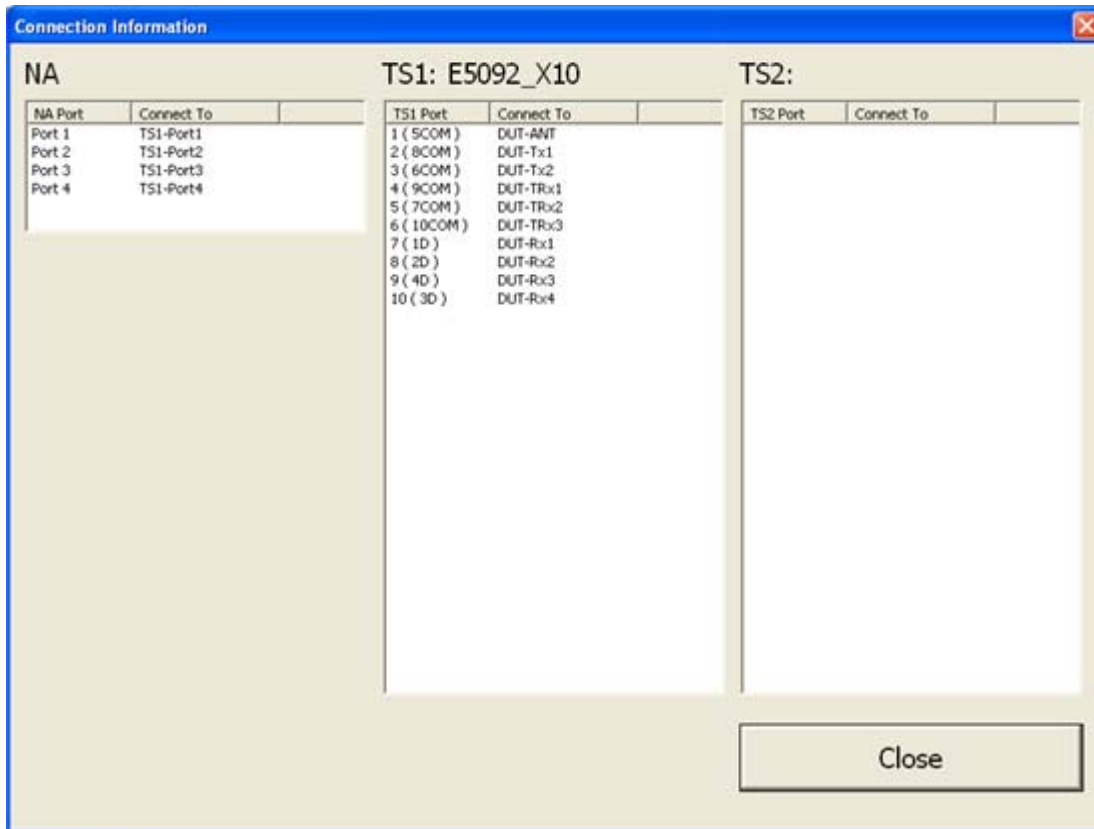 Connection Information
NA
NA Port Connect To
Port 1 TS1-Port1
Port 2 TS1-Port2
Port 3 TS1-Port3
Port 4 TS1-Port4
TS1: E5092_X10
TS1 Port Connect To
1 ( 5COM ) DUT-ANT
2 ( 8COM ) DUT-Tx1
3 ( 6COM ) DUT-Tx2
4 ( 9COM ) DUT-TRx1
5 ( 7COM ) DUT-TRx2
6 ( 10COM ) DUT-TRx3
7 ( 1D ) DUT-Rx1
8 ( 2D ) DUT-Rx2
9 ( 4D ) DUT-Rx3
10 ( 3D ) DUT-Rx4
TS2:
TS2 Port Connect To
Close